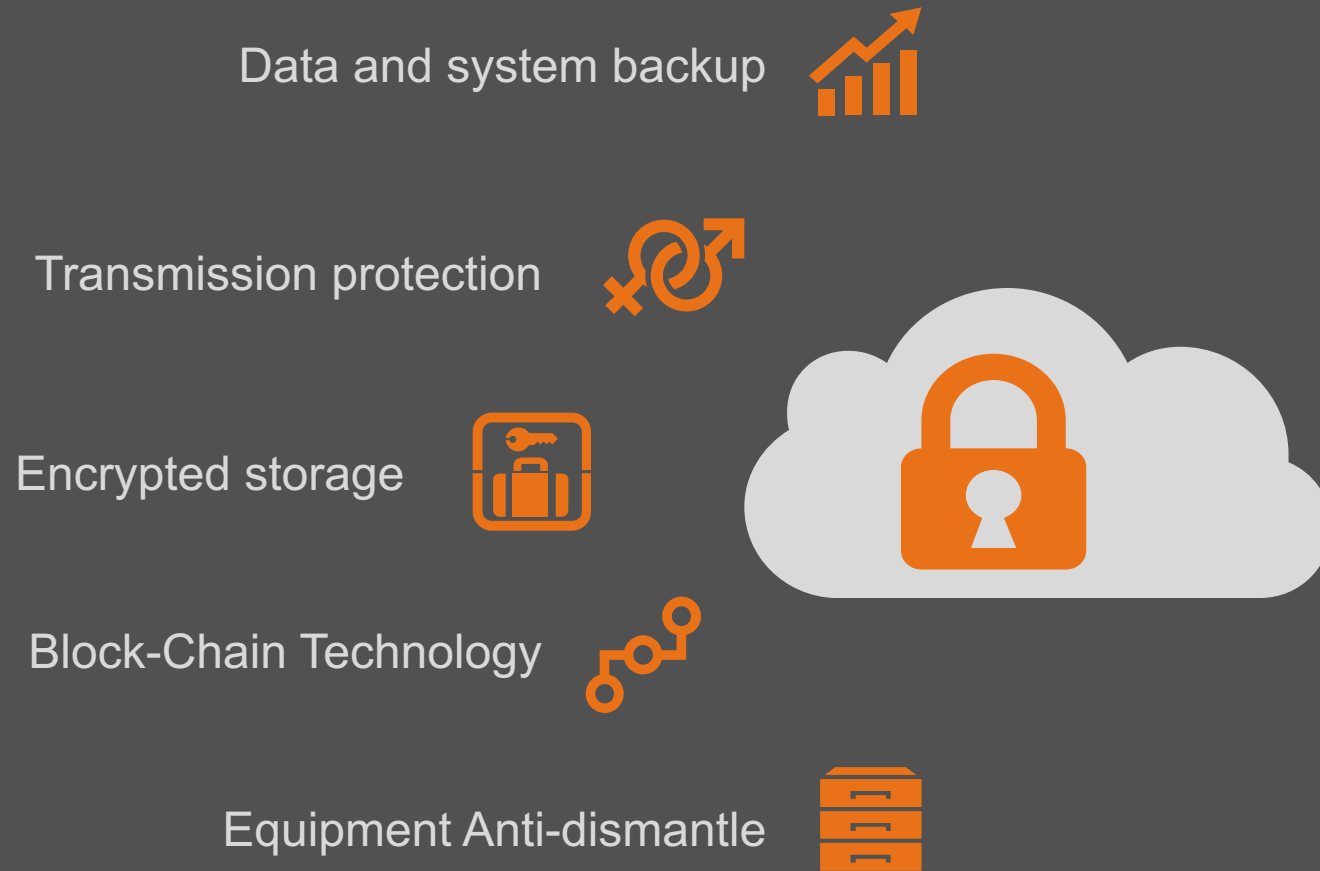 Data and system backup
Transmission protection
Encrypted storage
Block-Chain Technology
Equipment Anti-dismantle